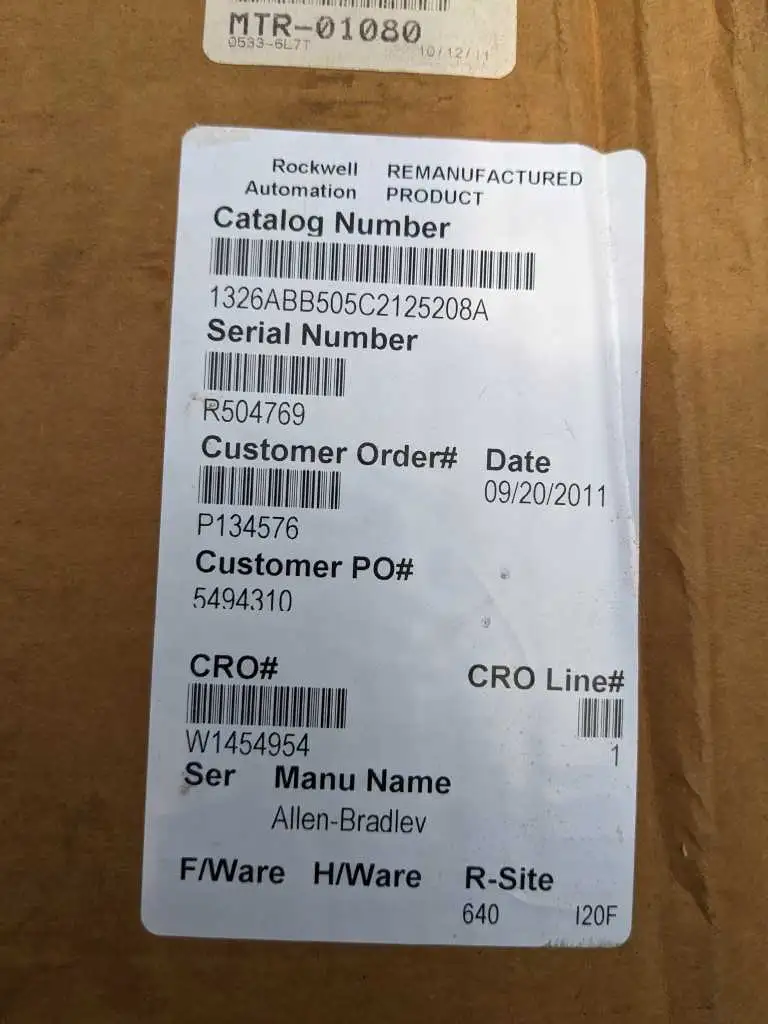 MTR-01080
0533-6L7T 10/12/11
Rockwell REMANUFACTURED
Automation PRODUCT
Catalog Number
1326ABB505C2125208A
Serial Number
R504769
Customer Order# Date
09/20/2011
P134576
Customer PO#
5494310
CRO# CRO Line#
W1454954 1
Ser Manu Name
Allen-Bradley
F/Ware H/Ware R-Site
640 I20F